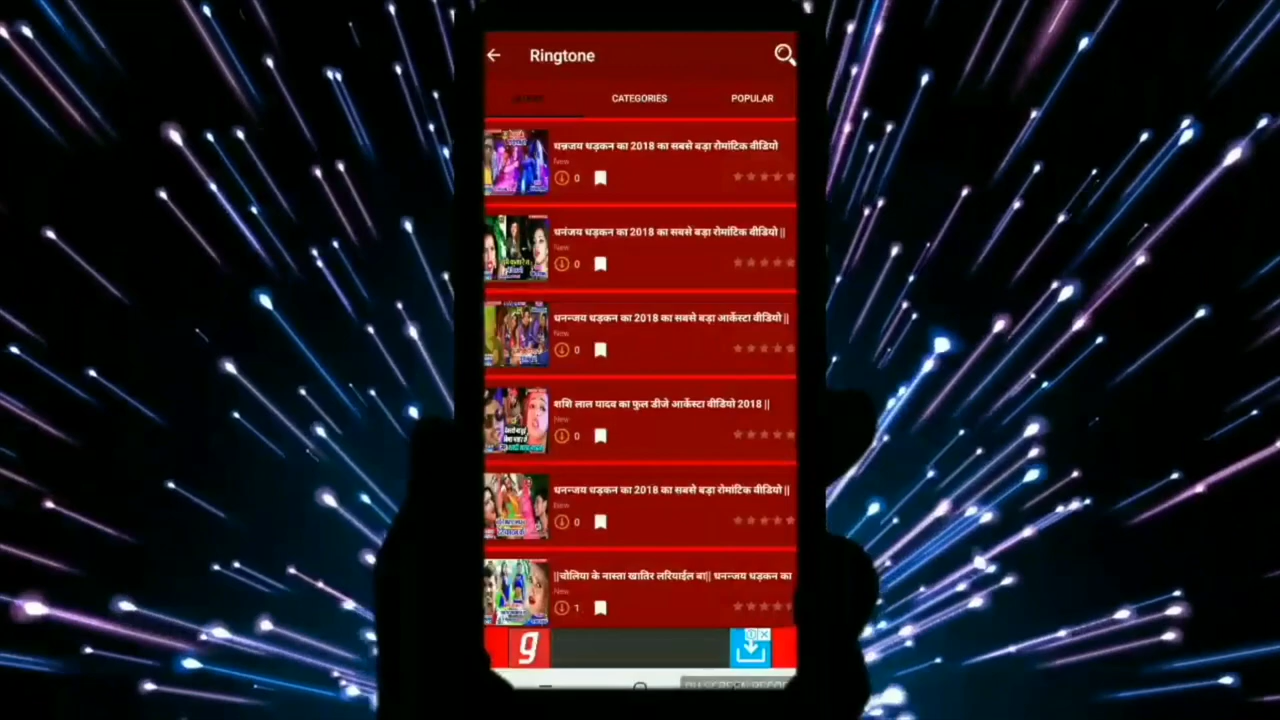 Ringtone
CATEGORIES
POPULAR
धन्नजय धड़कन का 2018 का सबसे बड़ा रोमांटिक वीडियो
New
0
धनंजय धड़कन का 2018 का सबसे बड़ा रोमांटिक वीडियो ||
New
0
धनन्जय धड़कन का 2018 का सबसे बड़ा आर्केस्टा वीडियो ||
New
0
शशि लाल यादव का फुल डीजे आर्केस्टा वीडियो 2018 ||
New
0
धनन्जय धड़कन का 2018 का सबसे बड़ा रोमांटिक वीडियो ||
New
0
||चोलिया के नास्ता खातिर लरियाईल बा|| धनन्जय धड़कन का
New
1
g